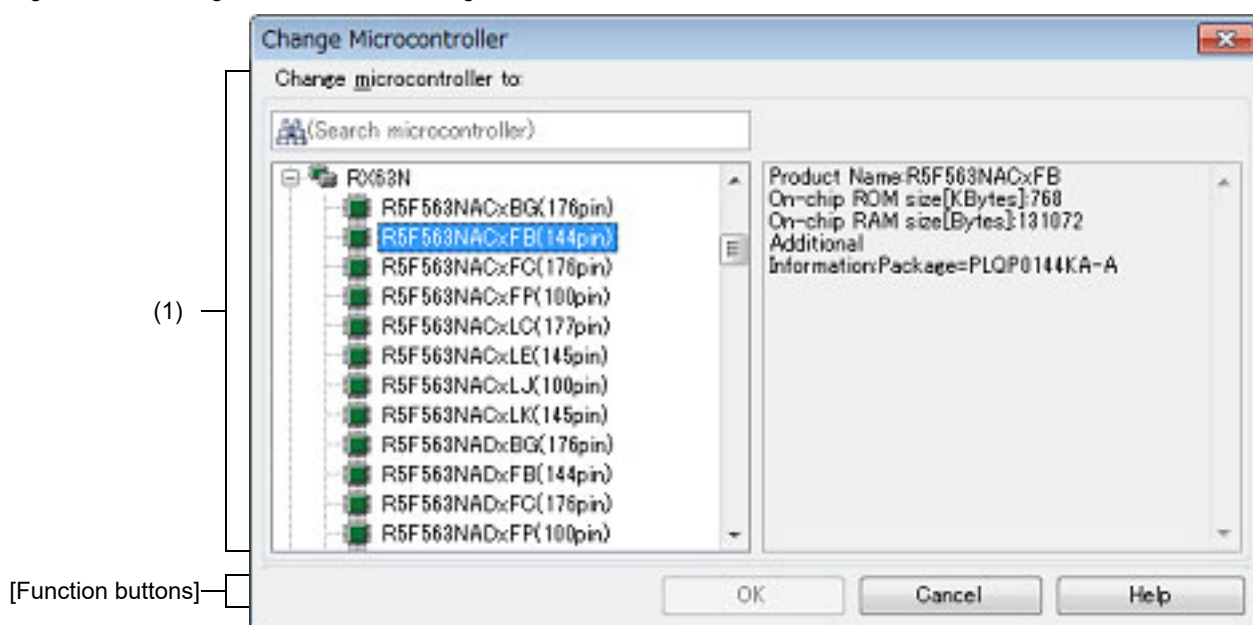 Change Microcontroller
Change microcontroller to:
(Search microcontroller)
RX63N
R5F563NACxBG(176pin)
R5F563NACxFB(144pin)
R5F563NACxFC(176pin)
R5F563NACxFP(100pin)
R5F563NACxLC(177pin)
R5F563NACxLE(145pin)
R5F563NACxLJ(100pin)
R5F563NACxLK(145pin)
R5F563NADxBG(176pin)
R5F563NADxFB(144pin)
R5F563NADxFC(176pin)
R5F563NADxFP(100pin)
Product Name:R5F563NACxFB
On-chip ROM size[KBytes]:768
On-chip RAM size[Bytes]:131072
Additional
Information:Package=PLQP0144KA-A
(1)
[Function buttons]
OK
Cancel
Help